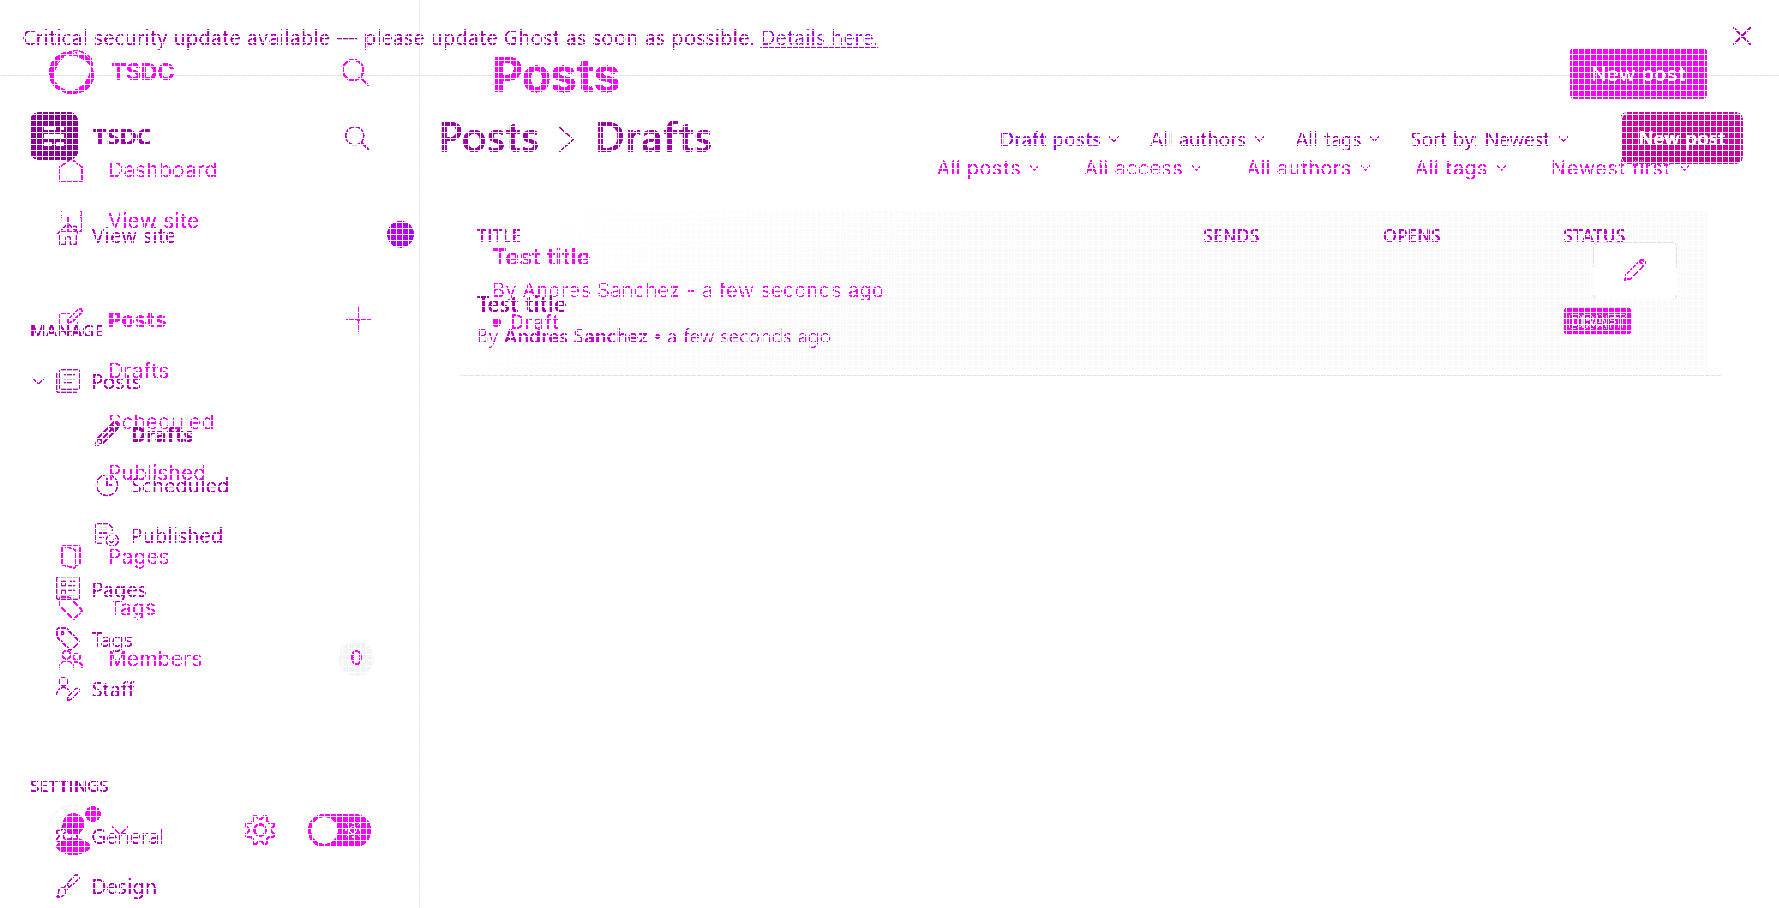 Critical security update available — please update Ghost as soon as possible. Details here.
TSDC
Posts
New post
TSDC
Posts > Drafts
Draft posts
All authors
All tags
Sort by: Newest
New post
Dashboard
All posts
All access
All authors
All tags
Newest first
View site
View site
TITLE
SENDS
OPENS
STATUS
Test title
By Andres Sanchez - a few seconds ago
Test title
Posts
Draft
MANAGE
By Andres Sanchez • a few seconds ago
Drafts
Posts
Scheduled
Drafts
Published
Scheduled
Published
Pages
Pages
Tags
Tags
Members
0
Staff
SETTINGS
General
Design